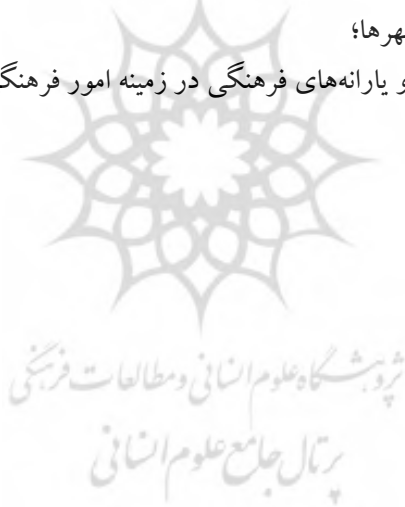 هرها؛
و یارانه‌های فرهنگی در زمینه امور فرهنگ
پژوهشگاه علوم انسانی و مطالعات فرهنگی
پرتال جامع علوم انسانی